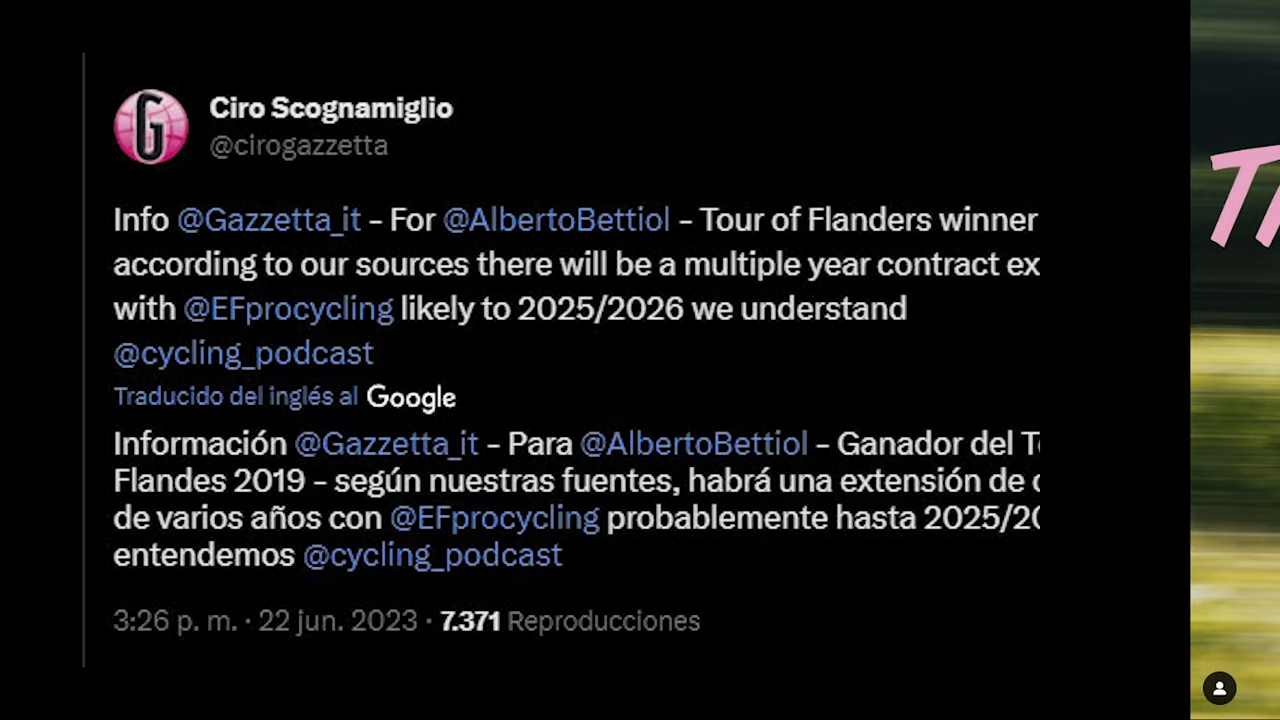 Ciro Scognamiglio
@cirogazzetta
Info @Gazzetta_it - For @AlbertoBettiol - Tour of Flanders winner
according to our sources there will be a multiple year contract ex
with @EFprocycling likely to 2025/2026 we understand
@cycling_podcast
Traducido del inglés al Google
Información @Gazzetta_it - Para @AlbertoBettiol - Ganador del T
Flandes 2019 - según nuestras fuentes, habrá una extensión de
de varios años con @EFprocycling probablemente hasta 2025/20
entendemos @cycling_podcast
3:26 p. m. · 22 jun. 2023 · 7.371 Reproducciones